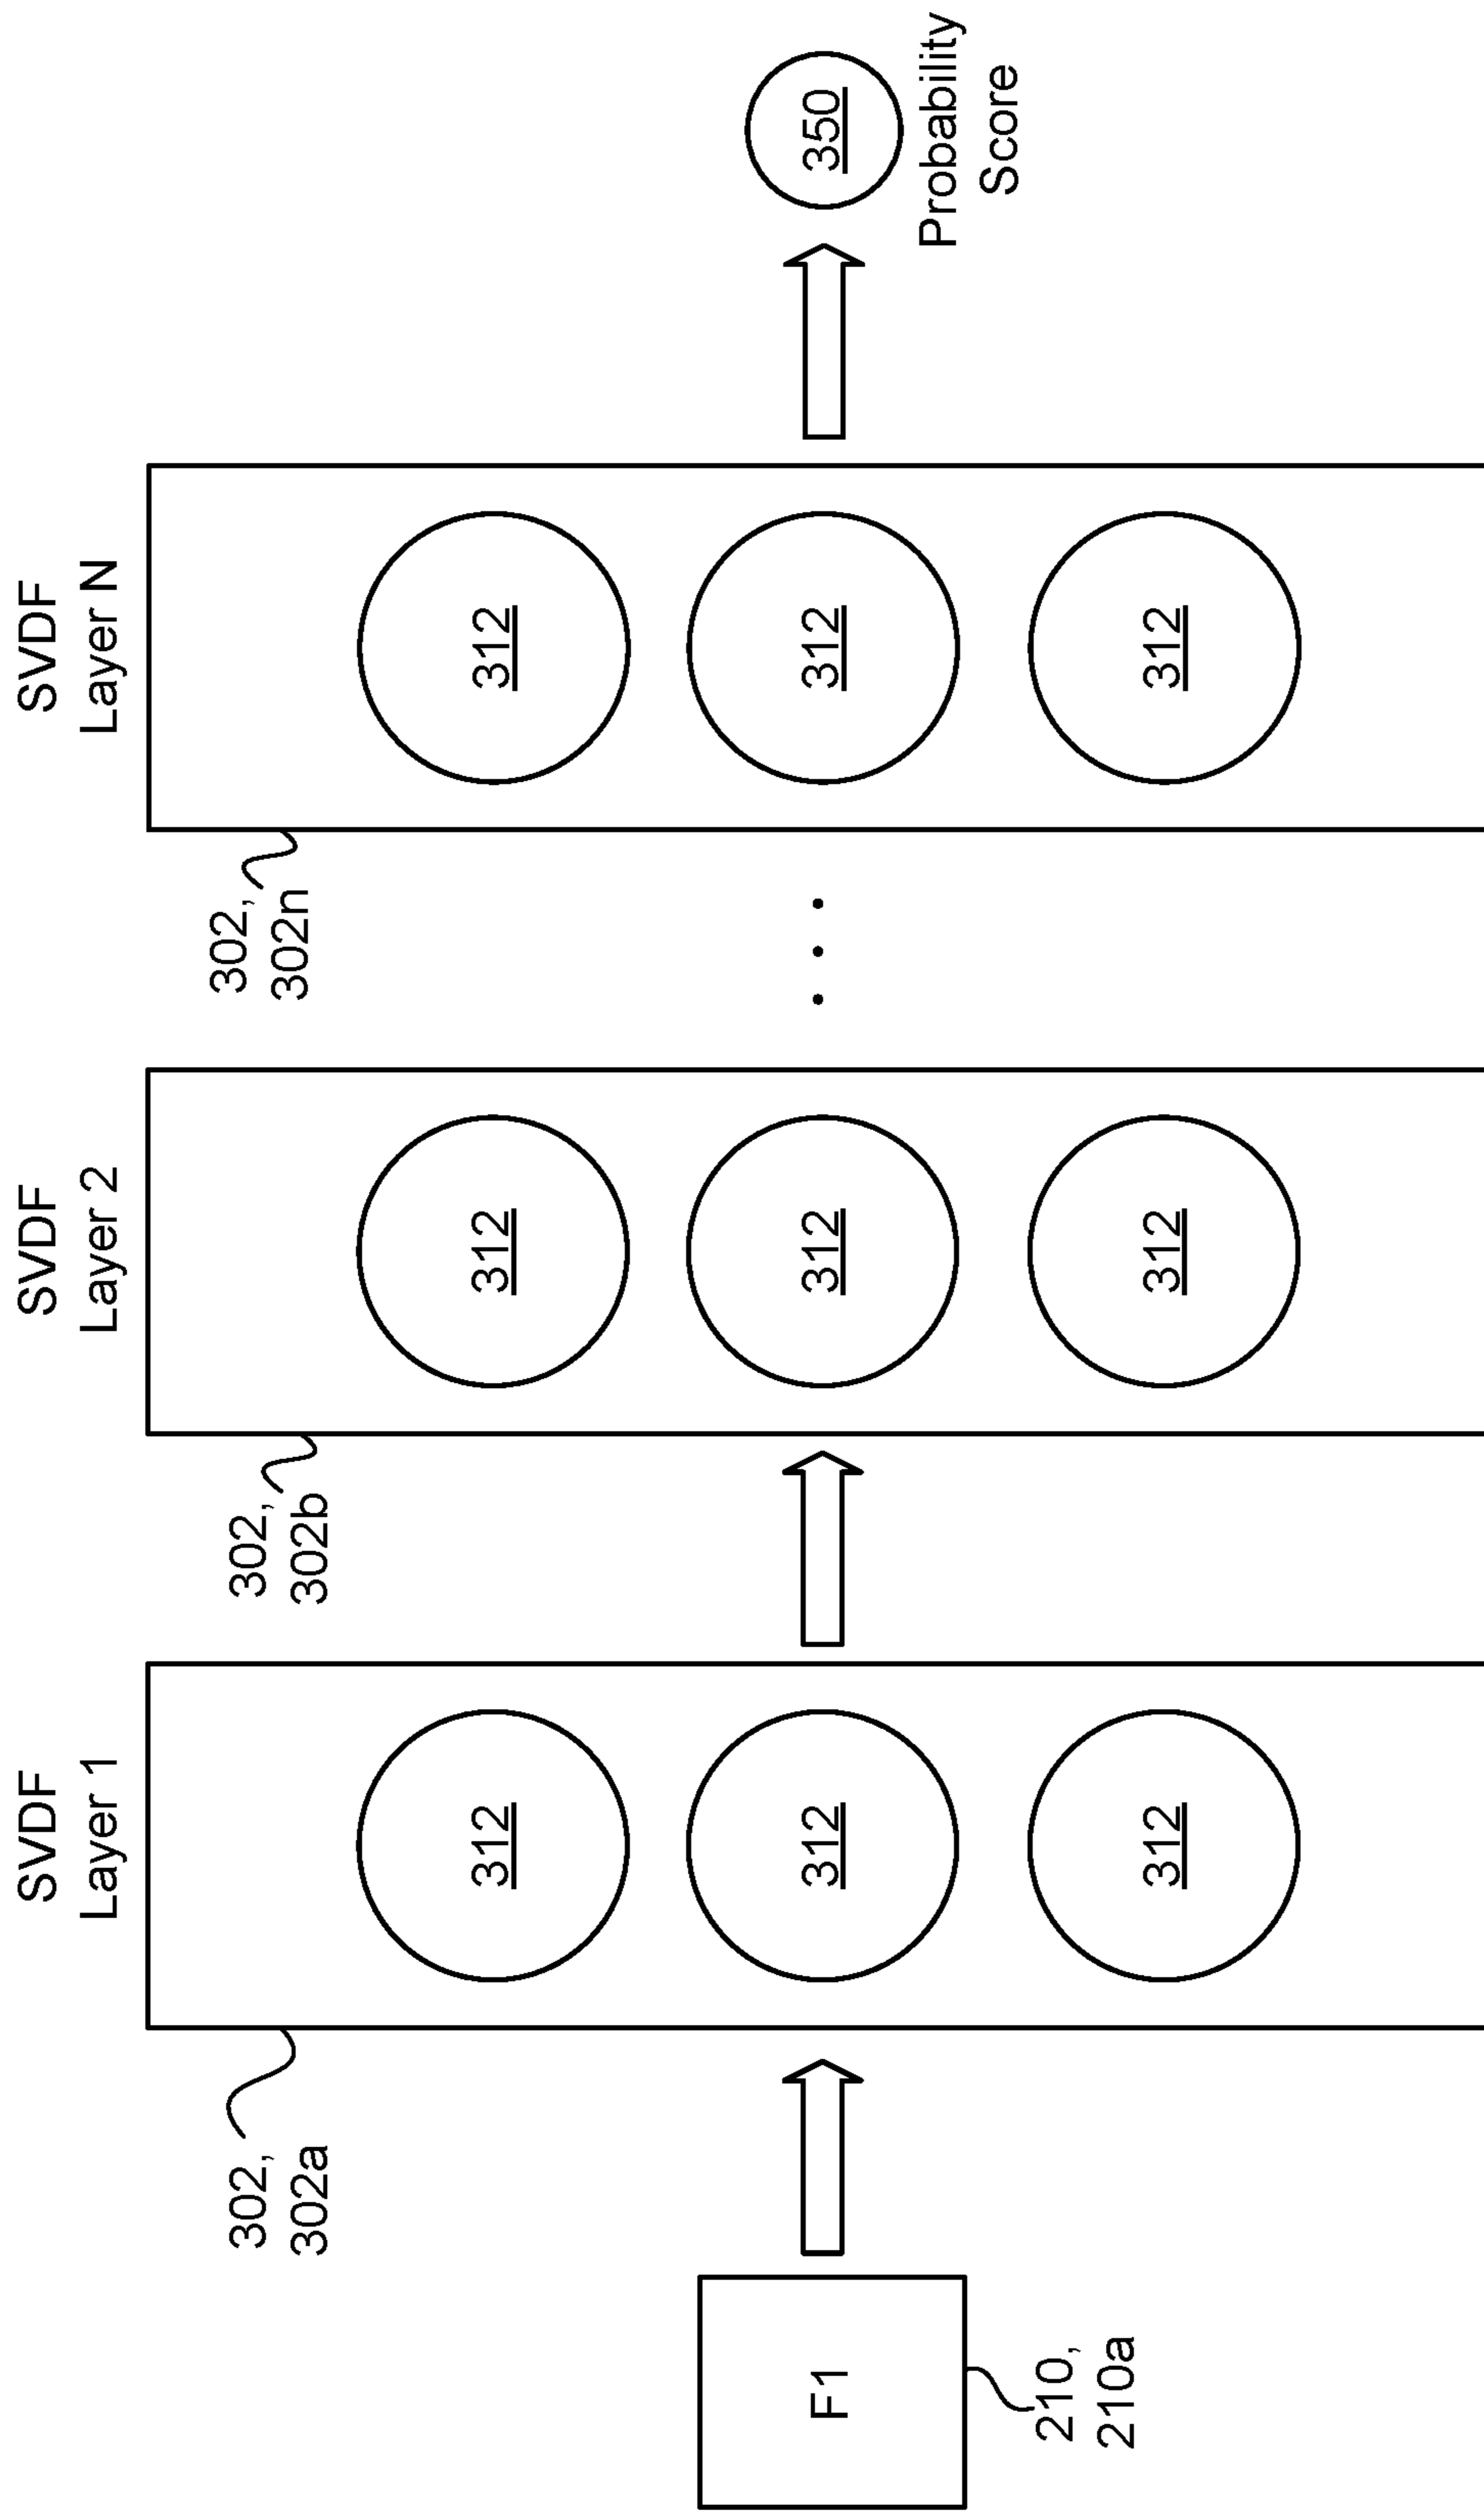 SVDF
Layer 1
SVDF
Layer 2
SVDF
Layer N
302,
302a
302,
302b
302,
302n
312
312
312
312
312
312
312
312
312
F1
210,
210a
350
Probability
Score